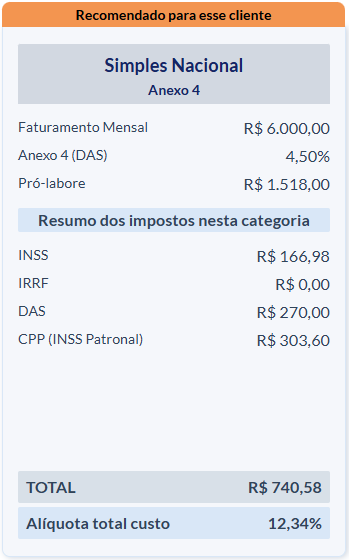 Recomendado para esse cliente
Simples Nacional
Anexo 4
Faturamento Mensal R$ 6.000,00
Anexo 4 (DAS) 4,50%
Pró-labore R$ 1.518,00
Resumo dos impostos nesta categoria
INSS R$ 166,98
IRRF R$ 0,00
DAS R$ 270,00
CPP (INSS Patronal) R$ 303,60
TOTAL R$ 740,58
Alíquota total custo 12,34%